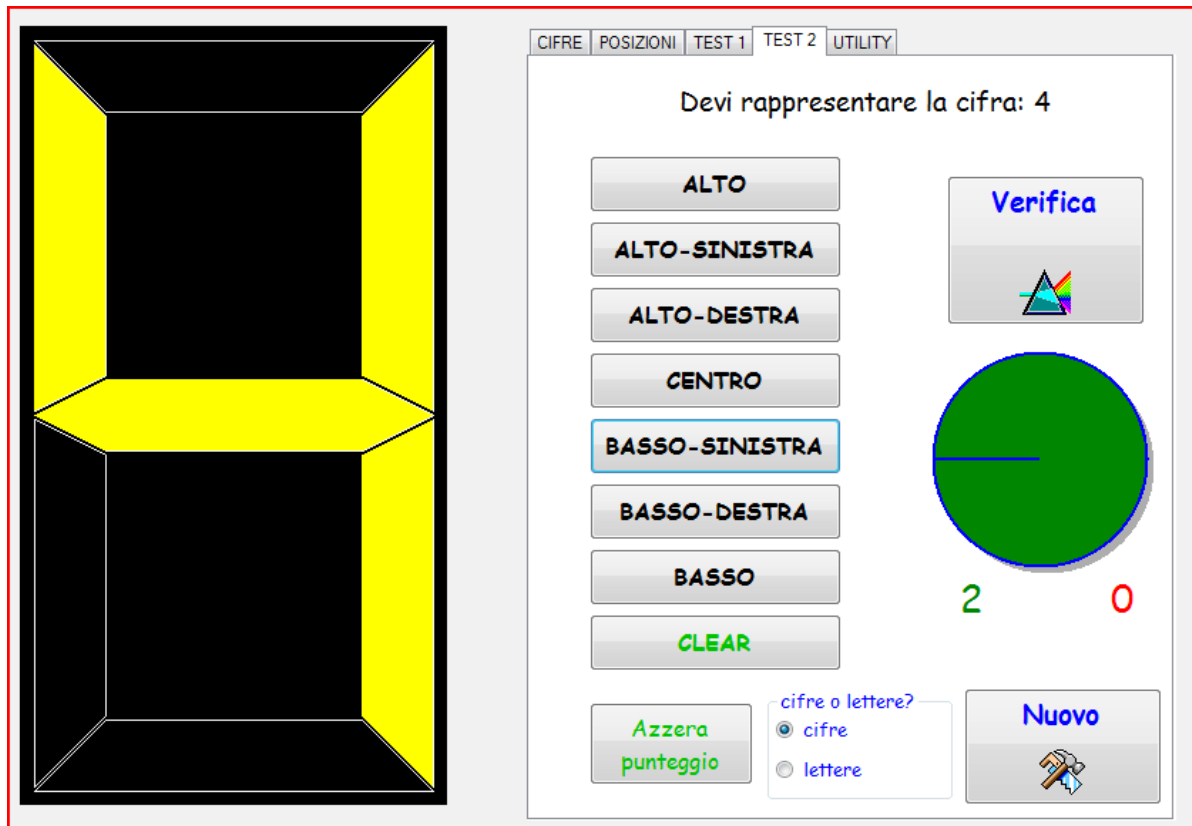 CIFRE POSIZIONI TEST 1 TEST 2 UTILITY
Devi rappresentare la cifra: 4
ALTO
ALTO-SINISTRA
ALTO-DESTRA
CENTRO
BASSO-SINISTRA
BASSO-DESTRA
BASSO
CLEAR
Verifica
2 0
Azzera
punteggio
cifre o lettere?
cifre
lettere
Nuovo